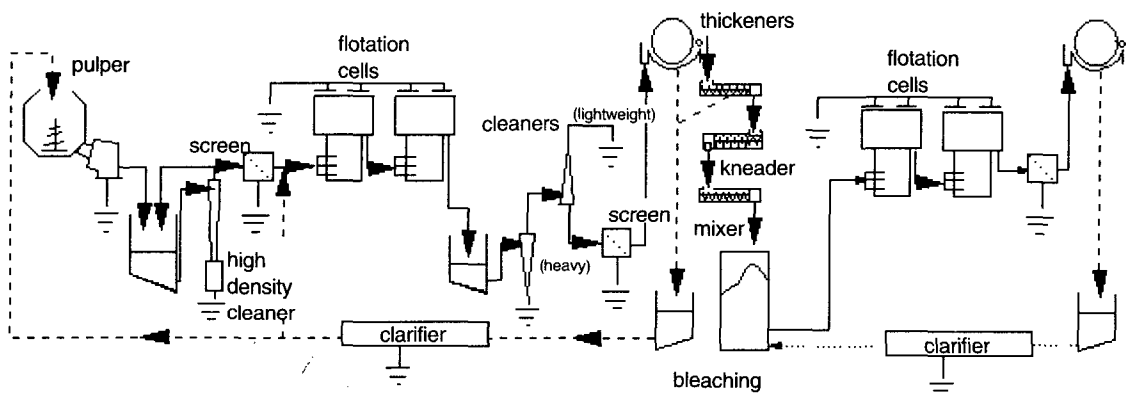 pulper
flotation
cells
screen
high
density
cleaner
cleaners
(lightweight)
(heavy)
screen
thickeners
kneader
mixer
bleaching
flotation
cells
clarifier
clarifier